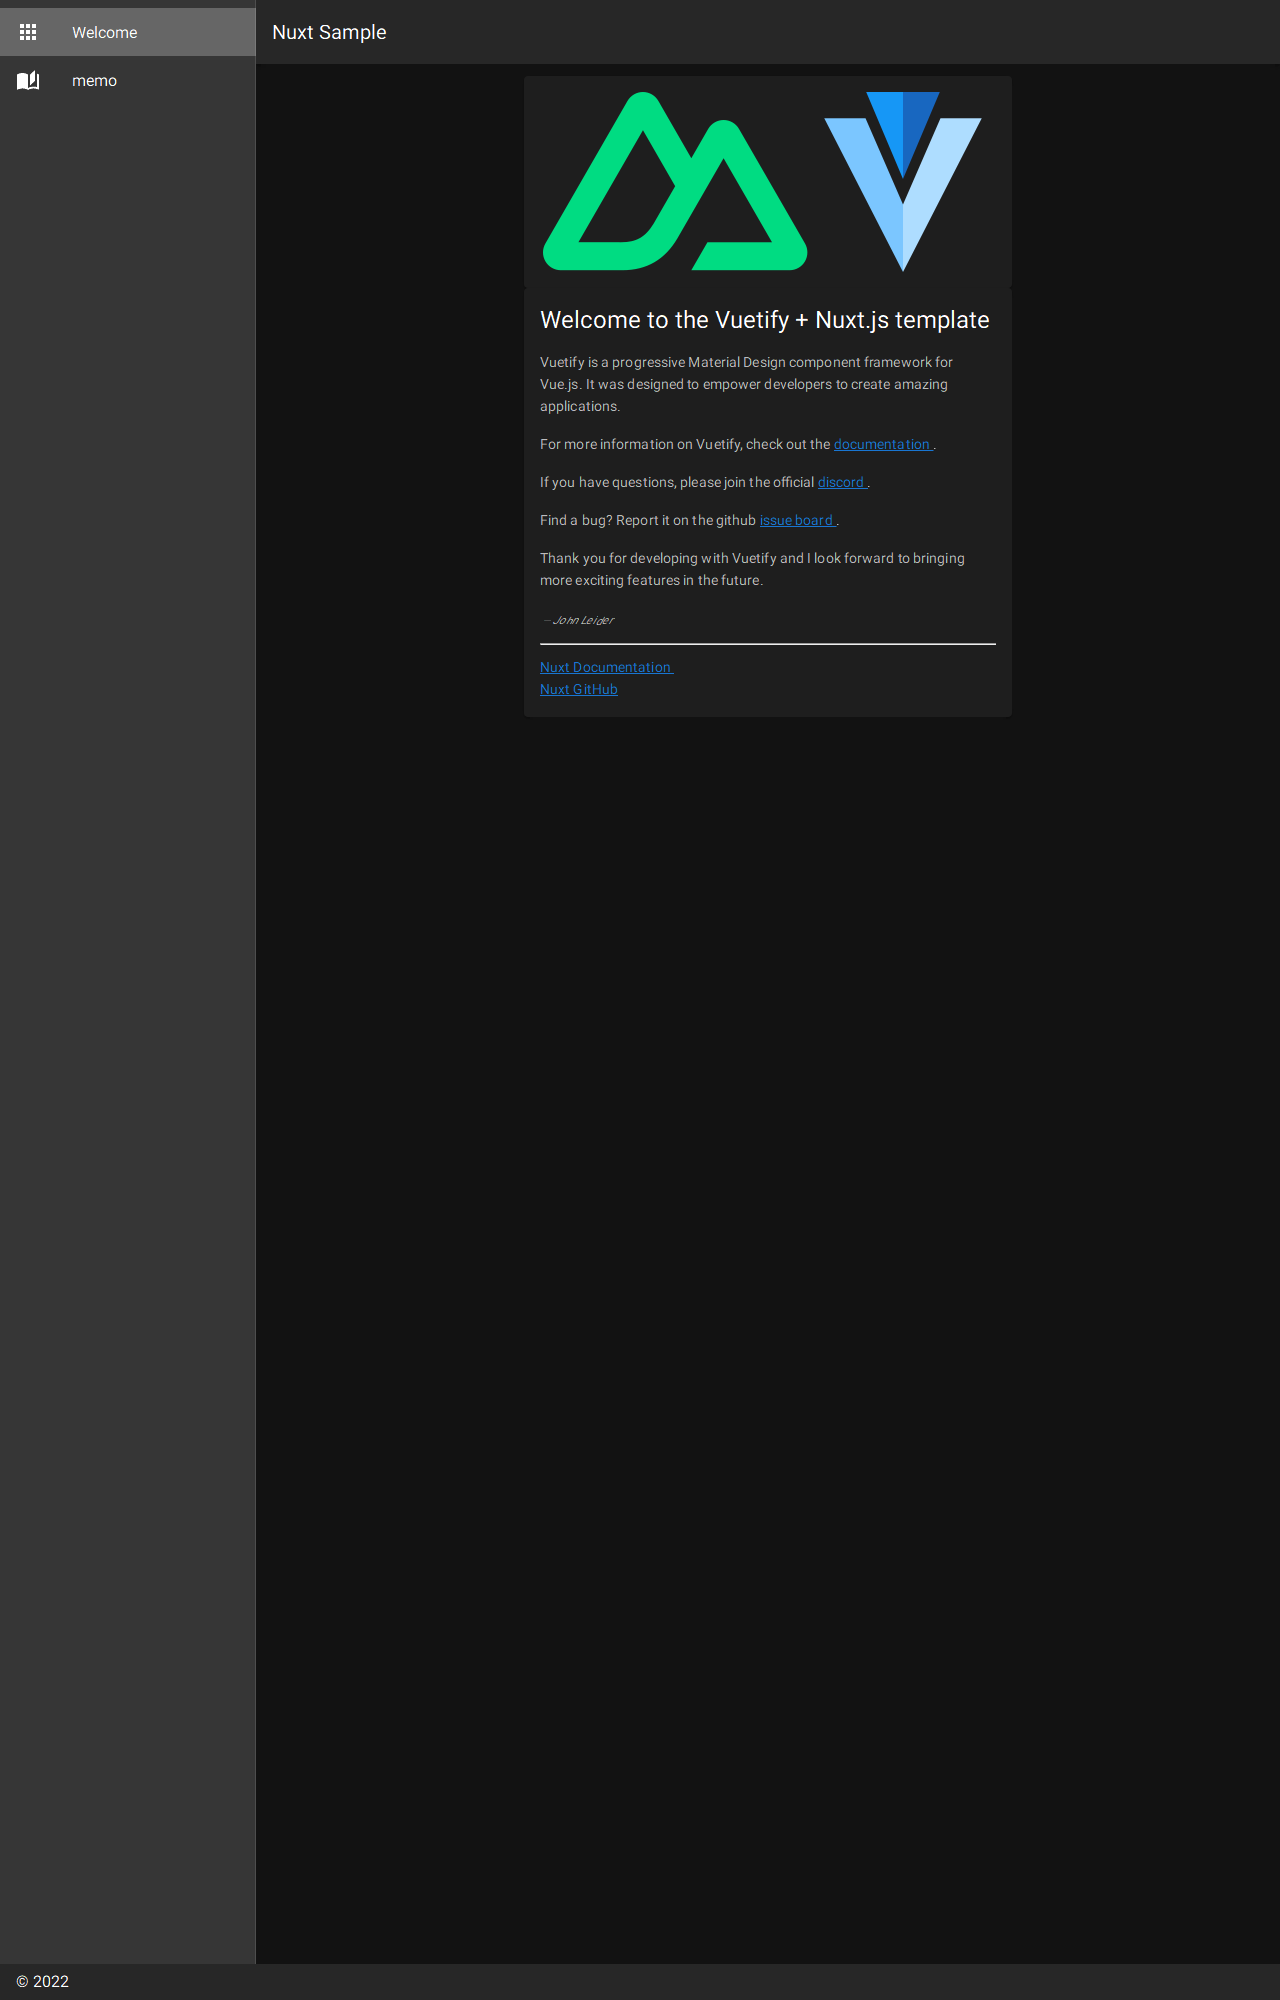 Welcome
memo
Nuxt Sample
Welcome to the Vuetify + Nuxt.js template
Vuetify is a progressive Material Design component framework for
Vue.js. It was designed to empower developers to create amazing
applications.
For more information on Vuetify, check out the documentation .
If you have questions, please join the official discord .
Find a bug? Report it on the github issue board .
Thank you for developing with Vuetify and I look forward to bringing
more exciting features in the future.
— John Leider
Nuxt Documentation
Nuxt GitHub
© 2022